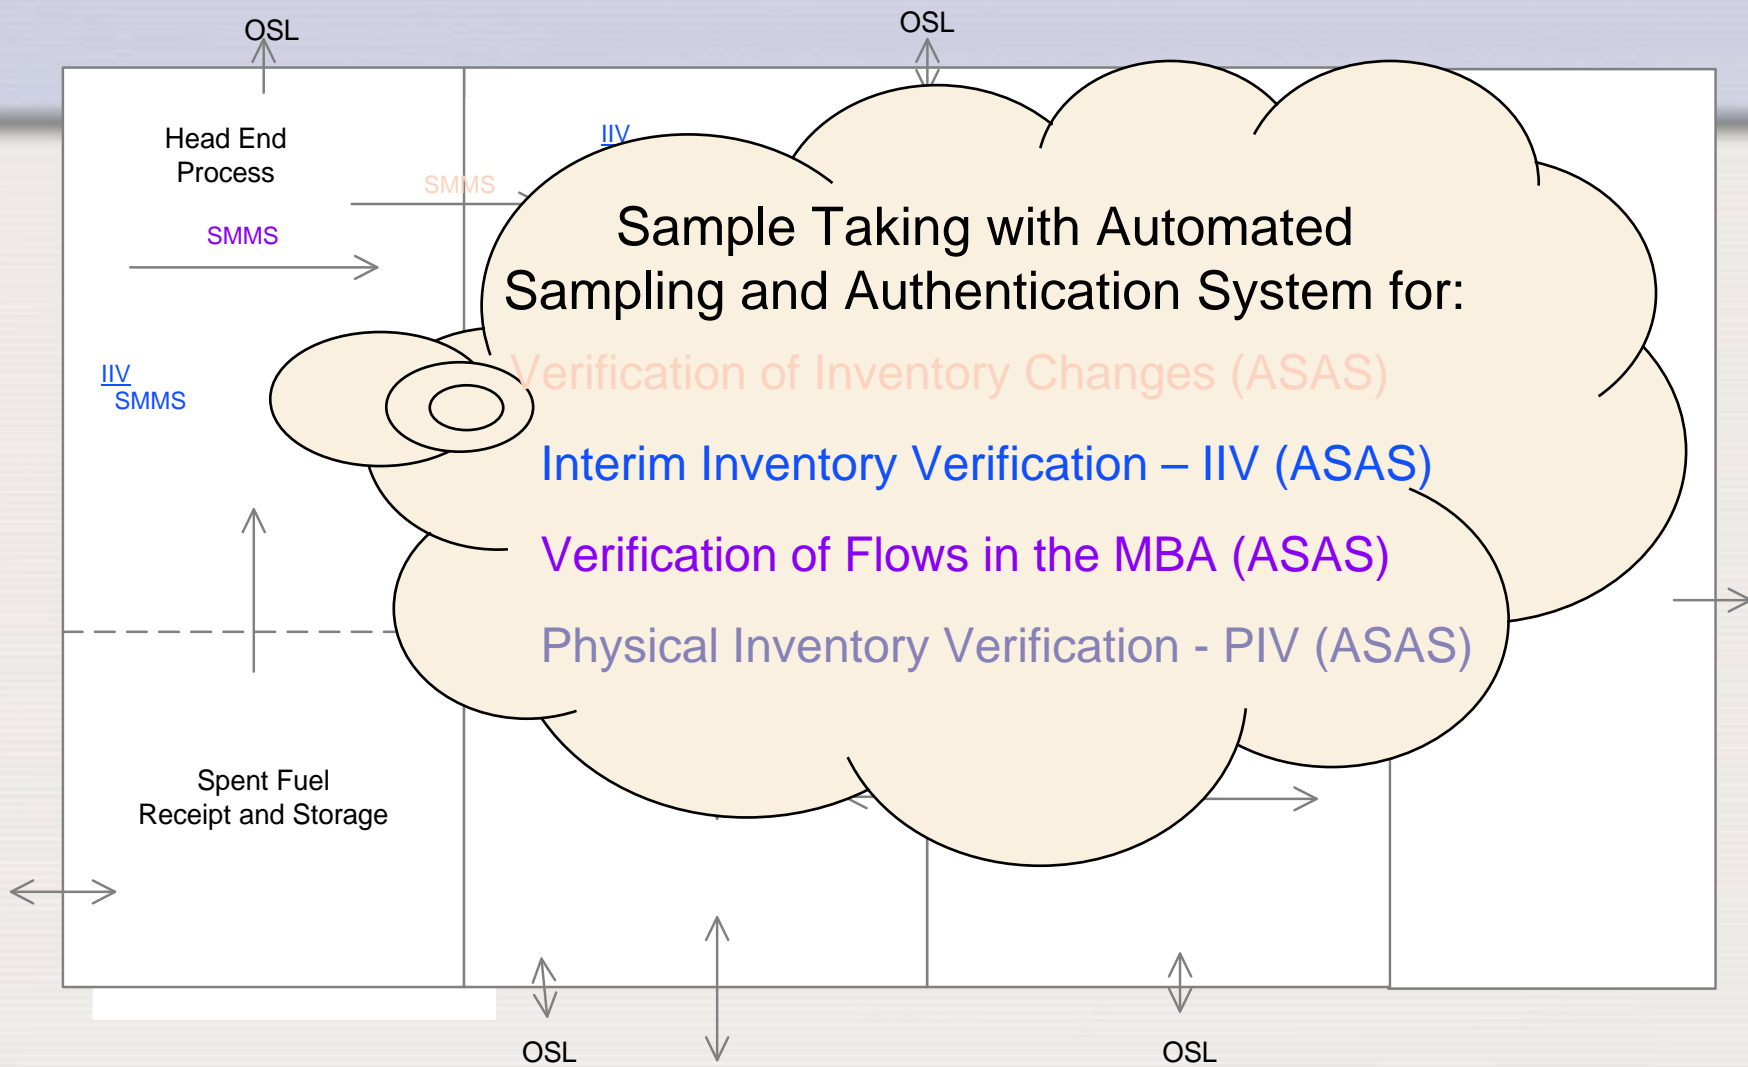 OSL
OSL
Head End
Process
IIV
SMMS
SMMS
Sample Taking with Automated
Sampling and Authentication System for:
Verification of Inventory Changes (ASAS)
IIV
SMMS
Interim Inventory Verification – IIV (ASAS)
Verification of Flows in the MBA (ASAS)
Physical Inventory Verification - PIV (ASAS)
Spent Fuel
Receipt and Storage
OSL
OSL